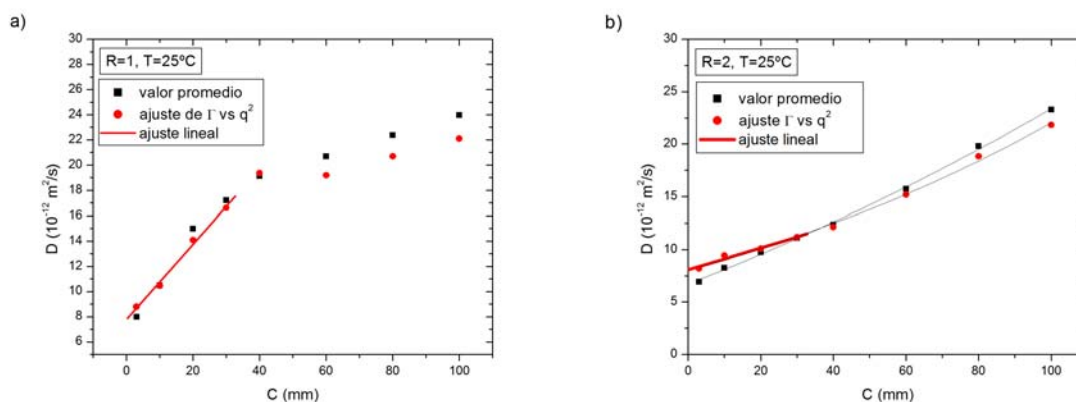 a)
30
28
26
24
22
20
18
16
14
12
10
8
6
D (10⁻¹² m²/s)
R=1, T=25ºC
valor promedio
ajuste de Γ vs q²
ajuste lineal
0 20 40 60 80 100
C (mm)
b)
30
25
20
15
10
5
0
D (10⁻¹² m²/s)
R=2, T=25ºC
valor promedio
ajuste Γ vs q²
ajuste lineal
0 20 40 60 80 100
C (mm)